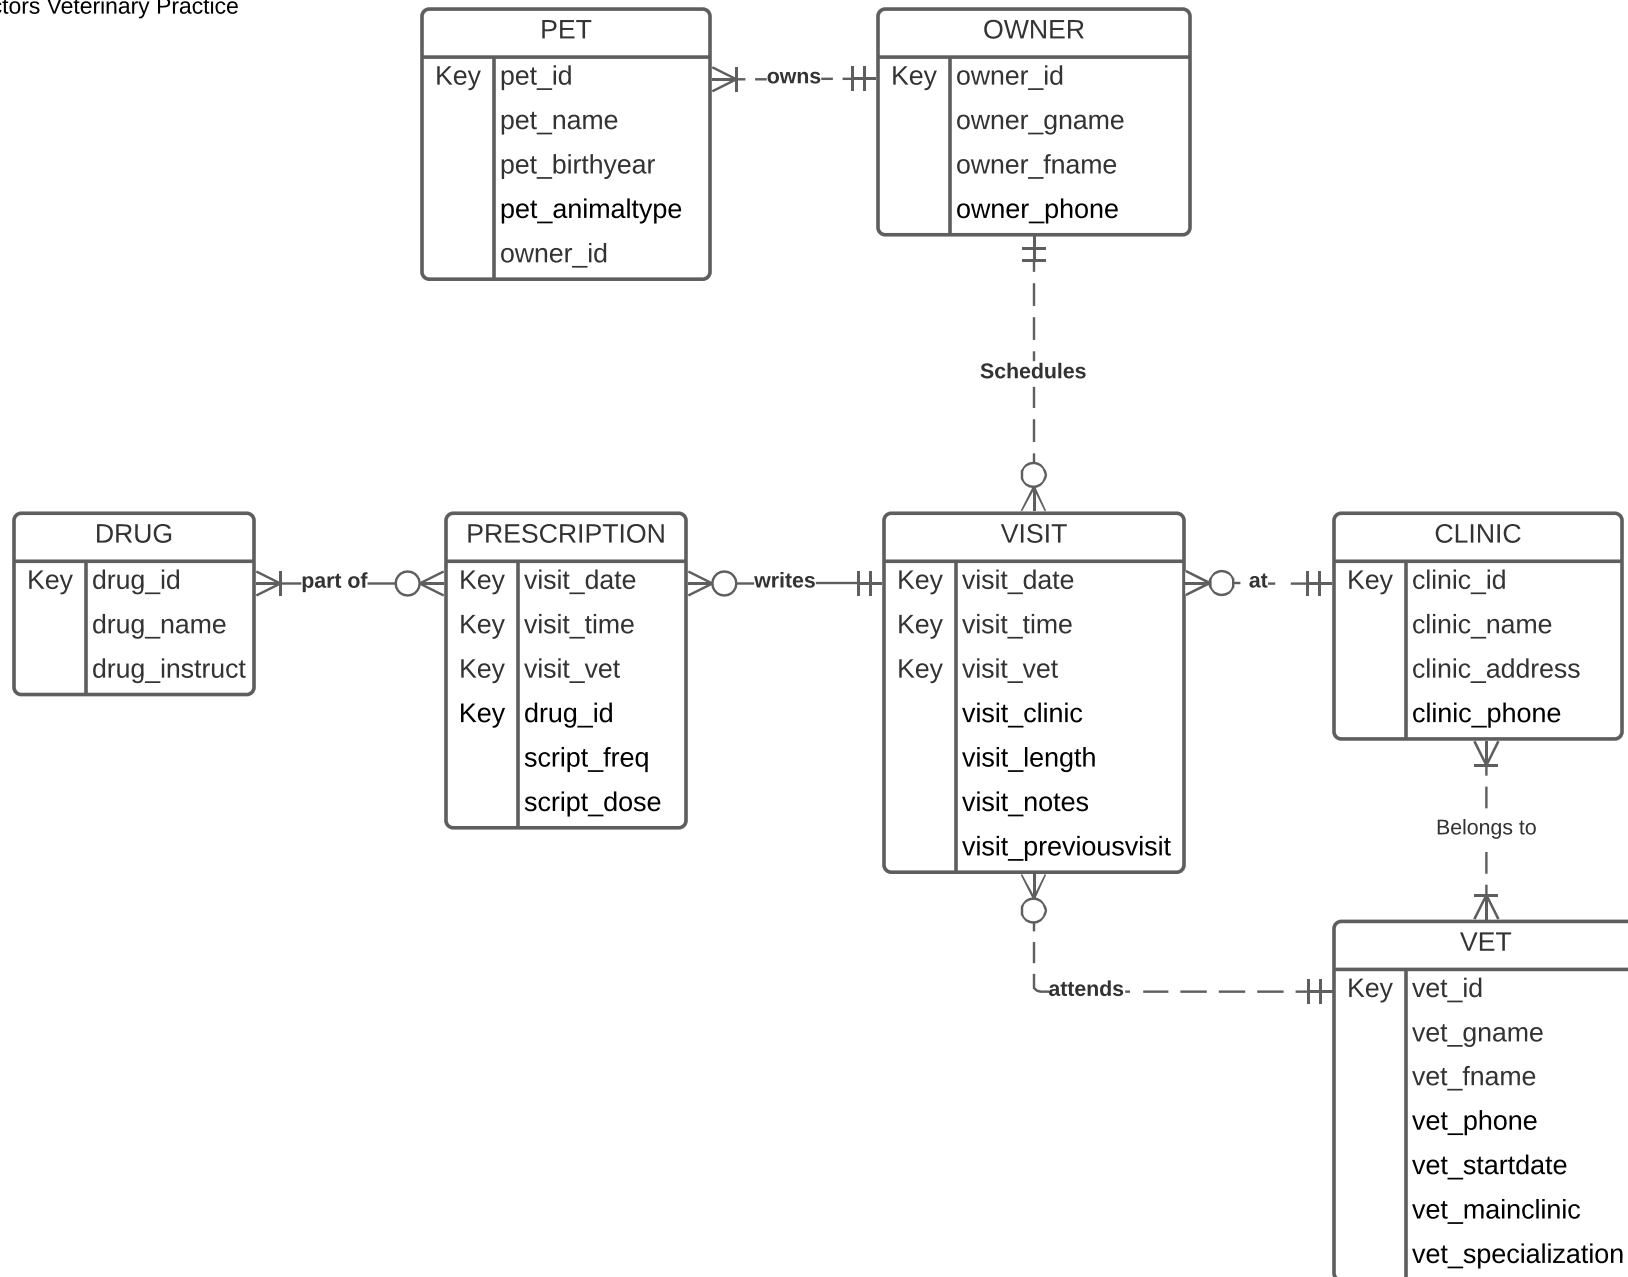 ctors Veterinary Practice
PET
Key pet_id
pet_name
pet_birthyear
pet_animaltype
owner_id
owns
OWNER
Key owner_id
owner_gname
owner_fname
owner_phone
Schedules
DRUG
Key drug_id
drug_name
drug_instruct
part of
PRESCRIPTION
Key visit_date
Key visit_time
Key visit_vet
Key drug_id
script_freq
script_dose
writes
VISIT
Key visit_date
Key visit_time
Key visit_vet
visit_clinic
visit_length
visit_notes
visit_previousvisit
at
CLINIC
Key clinic_id
clinic_name
clinic_address
clinic_phone
Belongs to
attends
VET
Key vet_id
vet_gname
vet_fname
vet_phone
vet_startdate
vet_mainclinic
vet_specialization